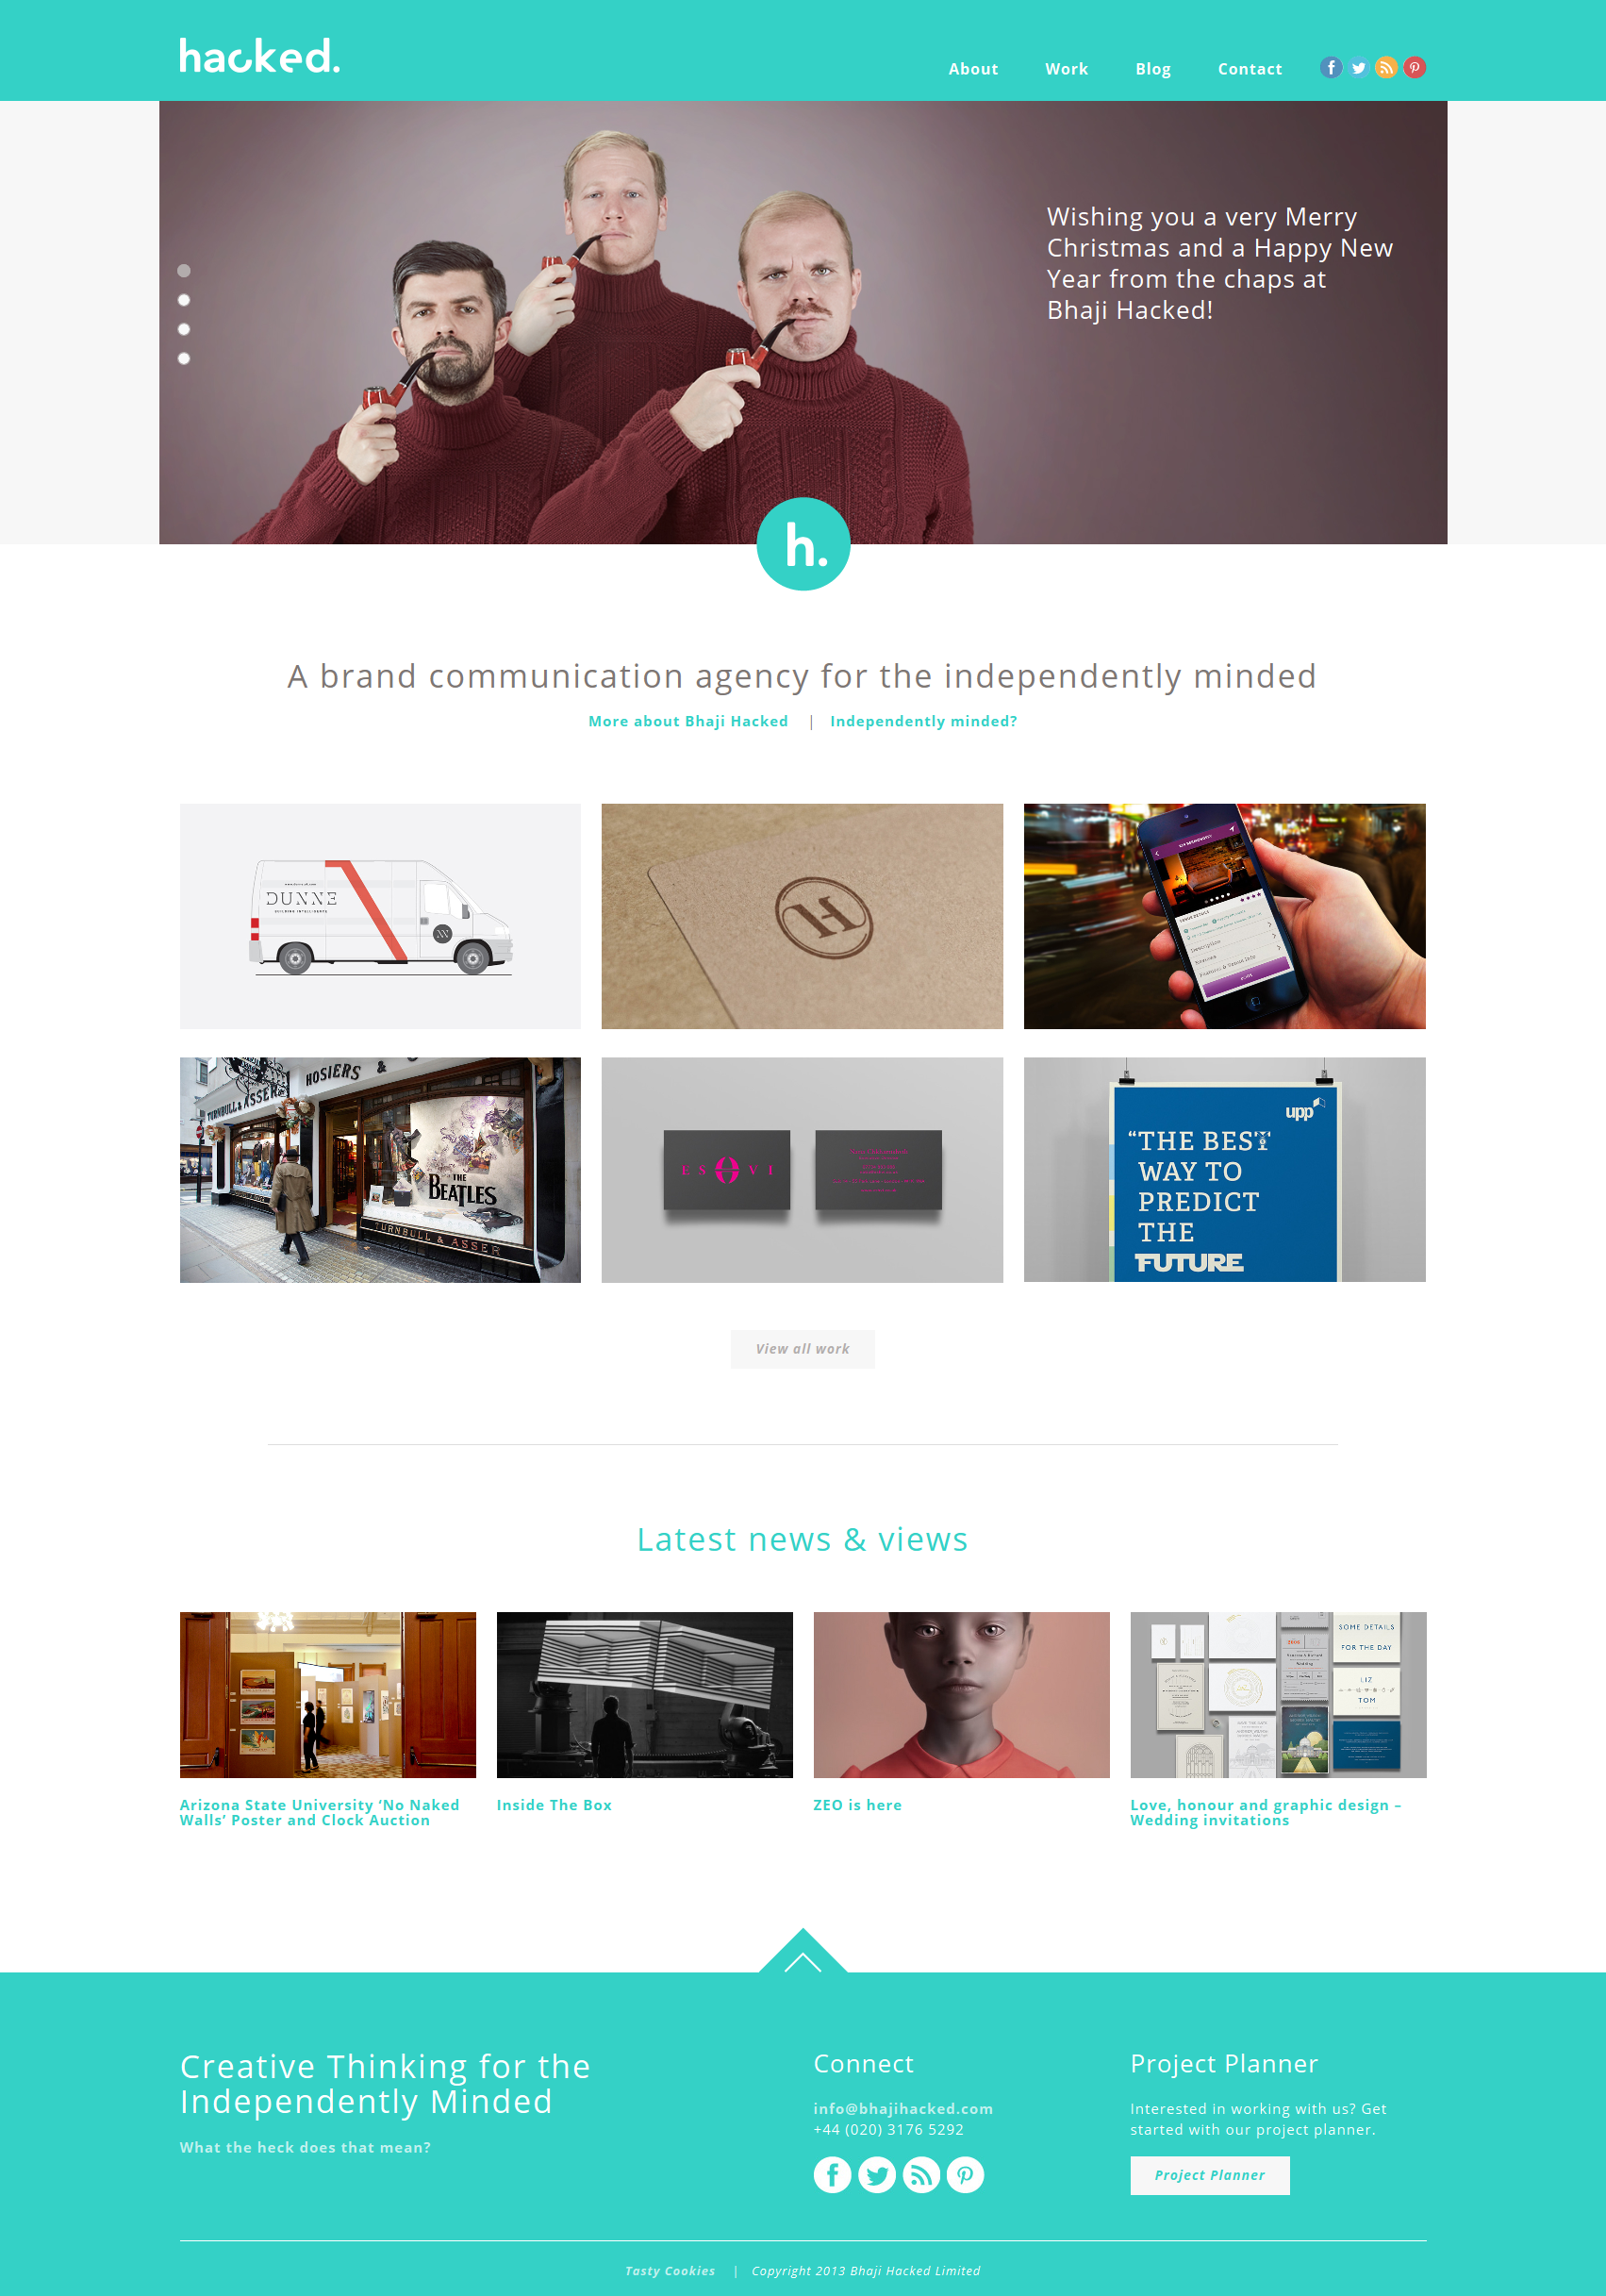 hacked.
About Work Blog Contact
Wishing you a very Merry
Christmas and a Happy New
Year from the chaps at
Bhaji Hacked!
h.
A brand communication agency for the independently minded
More about Bhaji Hacked | Independently minded?
DUNNE
BUILDING INTELLIGENCE
H
HOSIERS &
TURNBULL & ASSER
THE
BEATLES
TURNBULL & ASSER
ES VI
upp
“THE BEST
WAY TO
PREDICT
THE
FUTURE
View all work
Latest news & views
SOME DETAILS
FOR THE DAY
LIZ
TOM
Arizona State University ‘No Naked
Walls’ Poster and Clock Auction
Inside The Box
ZEO is here
Love, honour and graphic design –
Wedding invitations
Creative Thinking for the
Independently Minded
What the heck does that mean?
Connect
info@bhajihacked.com
+44 (020) 3176 5292
Project Planner
Interested in working with us? Get
started with our project planner.
Project Planner
Tasty Cookies | Copyright 2013 Bhaji Hacked Limited